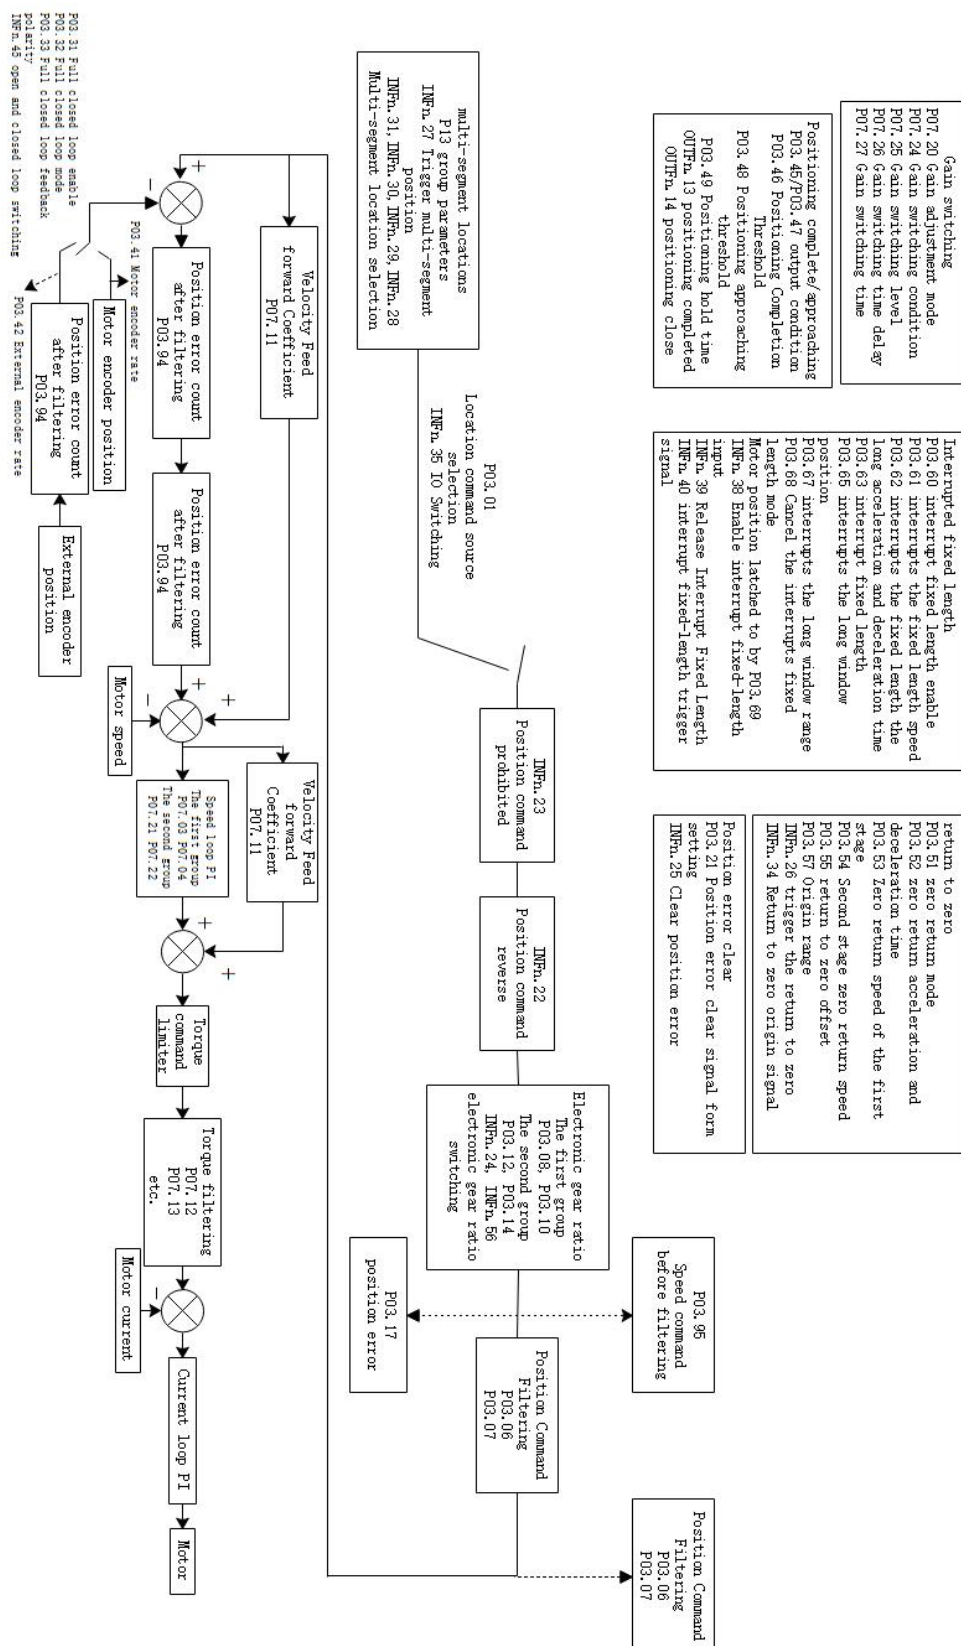 Gain switching
P07.20 Gain adjustment mode
P07.24 Gain switching condition
P07.25 Gain switching level
P07.26 Gain switching time delay
P07.27 Gain switching time
Positioning complete/approaching
P03.45/P03.47 output condition
P03.46 Positioning Completion
Threshold
P03.48 Positioning approaching
threshold
P03.49 Positioning hold time
OUTFn.13 positioning completed
OUTFn.14 positioning close
Interrupted fixed length
P03.60 interrupt fixed length enable
P03.61 interrupts the fixed length speed
P03.62 interrupts the fixed length the
long acceleration and deceleration time
P03.63 interrupt fixed length
P03.65 interrupts the long window
position
P03.67 interrupts the long window range
P03.68 Cancel the interrupts fixed
length mode
Motor position latched to by P03.69
INFn.38 Enable interrupt fixed-length
input
INFn.39 Release Interrupt Fixed Length
INFn.40 interrupt fixed-length trigger
signal
return to zero
P03.51 zero return mode
P03.52 zero return acceleration and
deceleration time
P03.53 Zero return speed of the first
stage
P03.54 Second stage zero return speed
P03.55 return to zero offset
P03.57 Origin range
INFn.26 trigger the return to zero
INFn.34 Return to zero origin signal
Position error clear
P03.21 Position error clear signal form
setting
INFn.25 Clear position error
multi-segment locations
P13 group parameters
INFn.27 Trigger multi-segment
position
INFn.31, INFn.30, INFn.29, INFn.28
Multi-segment location selection
P03.01
Location command source
selection
INFn.35 IO Switching
INFn.23
Position command
prohibited
INFn.22
Position command
reverse
Electronic gear ratio
The first group
P03.08, P03.10
The second group
P03.12, P03.14
INFn.24, INFn.56
electronic gear ratio
switching
P03.95
Speed command
before filtering
P03.17
position error
Position Command
Filtering
P03.06
P03.07
Position Command
Filtering
P03.06
P03.07
Velocity Feed
forward Coefficient
P07.11
+
-
Position error count
after filtering
P03.94
Position error count
after filtering
P03.94
+
+
-
Motor speed
Velocity Feed
forward
Coefficient
P07.11
Speed loop PI
The first group
P07.03 P07.04
The second group
P07.21 P07.22
+
+
Torque
command
limiter
Torque filtering
P07.12
P07.13
etc.
-
Motor current
Current loop PI
Motor
P03.41 Motor encoder rate
Motor encoder position
Position error count
after filtering
P03.94
External encoder
position
P03.42 External encoder rate
P03.31 Full closed loop enable
P03.32 Full closed loop mode
P03.33 Full closed loop feedback
polarity
INFn.45 open and closed loop switching